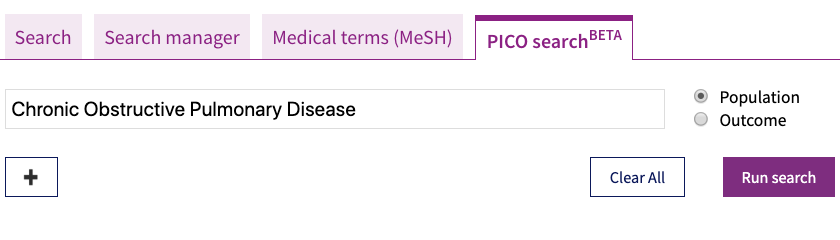 Search Search manager Medical terms (MeSH) PICO searchBETA
Chronic Obstructive Pulmonary Disease
Population
Outcome
+ Clear All Run search